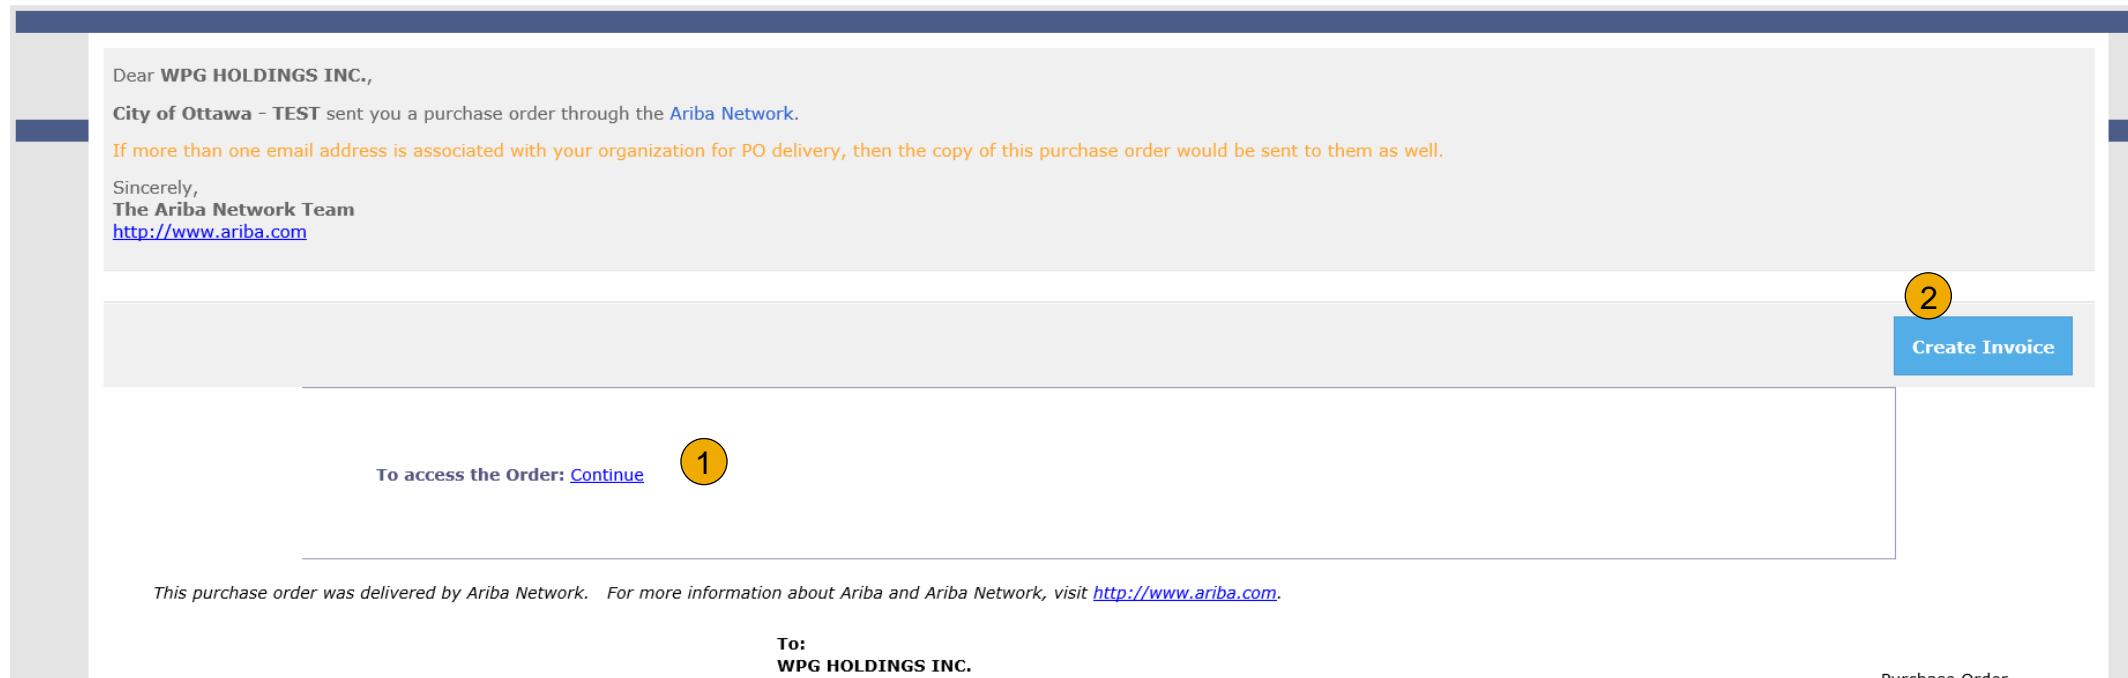 Dear WPG HOLDINGS INC.,
City of Ottawa - TEST sent you a purchase order through the Ariba Network.
If more than one email address is associated with your organization for PO delivery, then the copy of this purchase order would be sent to them as well.
Sincerely,
The Ariba Network Team
http://www.ariba.com
2
Create Invoice
To access the Order: Continue
1
This purchase order was delivered by Ariba Network. For more information about Ariba and Ariba Network, visit http://www.ariba.com.
To:
WPG HOLDINGS INC.
Purchase Order